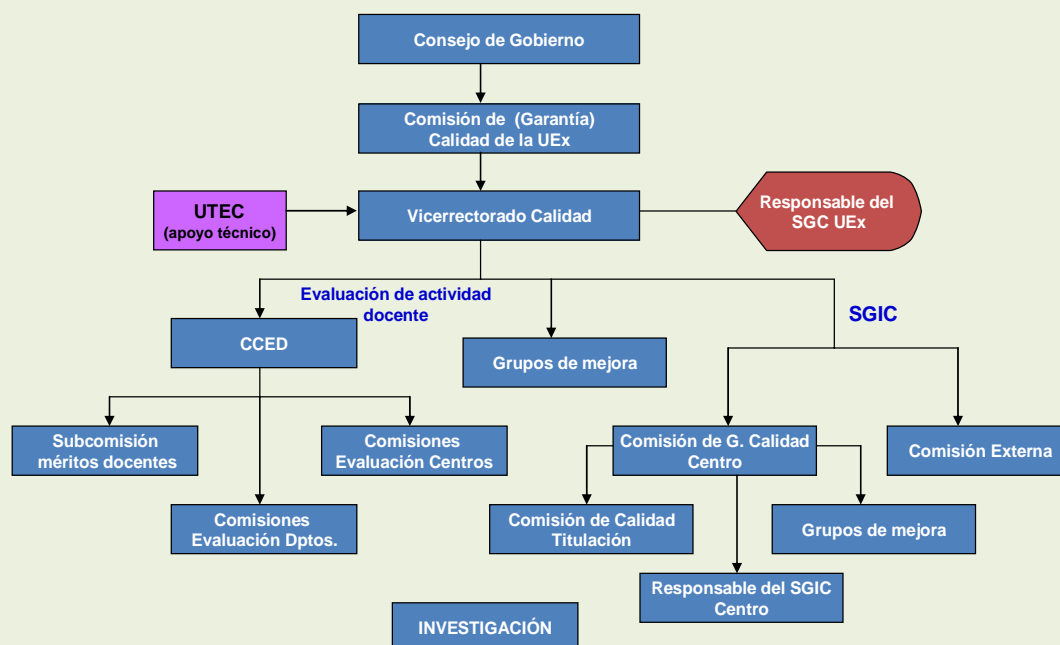 Consejo de Gobierno
Comisión de (Garantía)
Calidad de la UEx
UTEC
(apoyo técnico)
Vicerrectorado Calidad
Responsable del
SGC UEx
Evaluación de actividad
docente
SGIC
CCED
Grupos de mejora
Subcomisión
méritos docentes
Comisiones
Evaluación Centros
Comisión de G. Calidad
Centro
Comisión Externa
Comisiones
Evaluación Dptos.
Comisión de Calidad
Titulación
Grupos de mejora
Responsable del SGIC
Centro
INVESTIGACIÓN